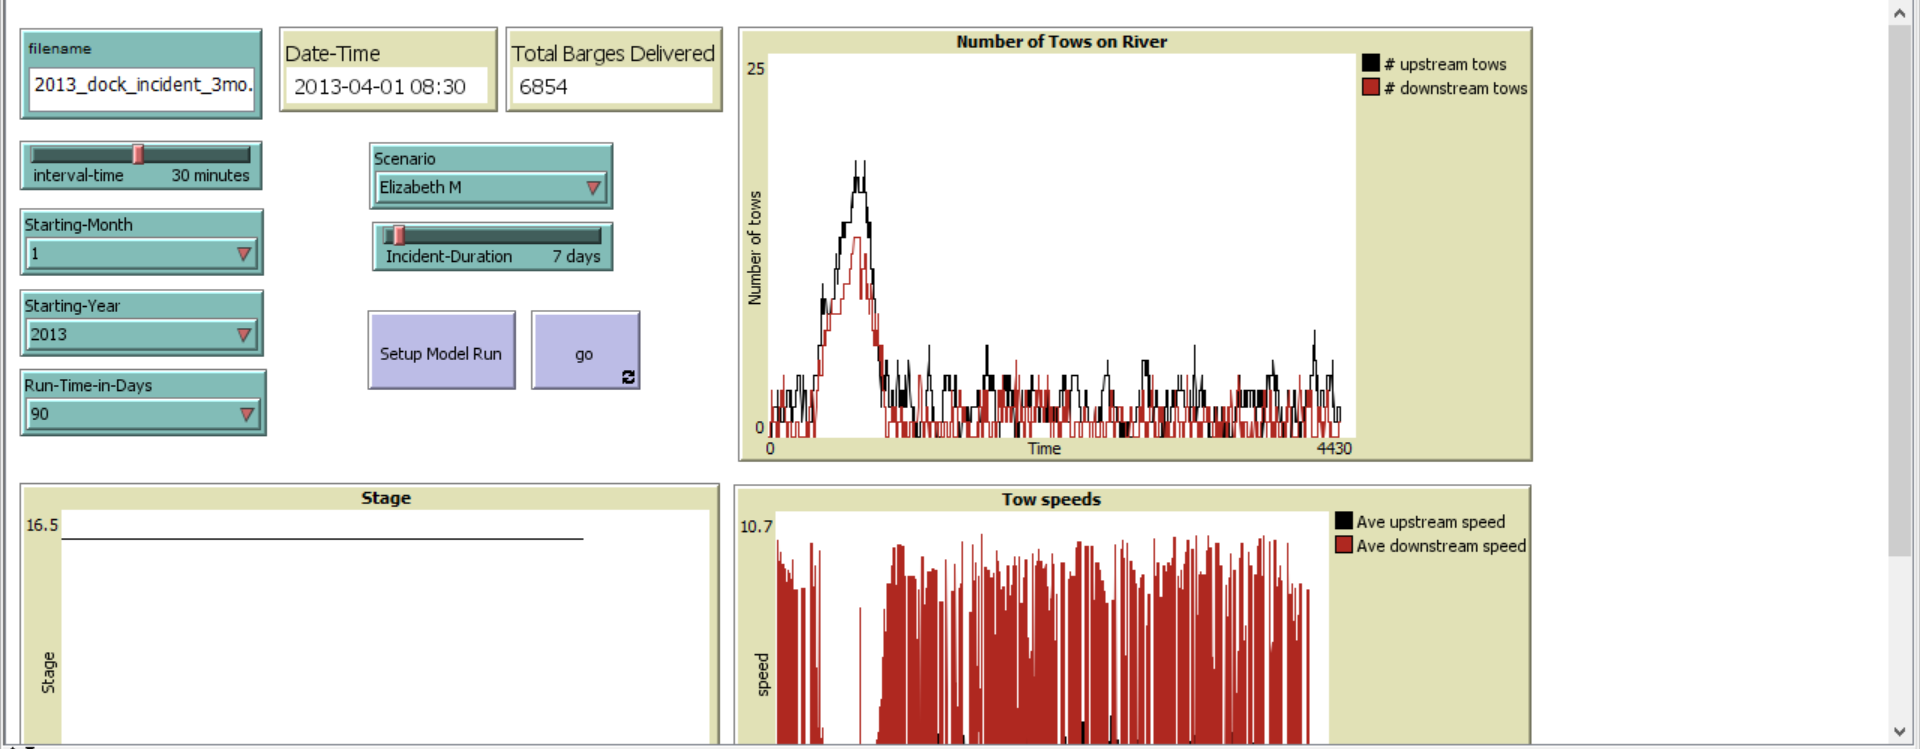 filename
2013_dock_incident_3mo.
Date-Time
2013-04-01 08:30
Total Barges Delivered
6854
interval-time 30 minutes
Scenario
Elizabeth M
Incident-Duration 7 days
Starting-Month
1
Starting-Year
2013
Run-Time-in-Days
90
Setup Model Run
go
Number of Tows on River
25
Number of tows
0
0 Time 4430
# upstream tows
# downstream tows
Stage
16.5
Stage
Tow speeds
10.7
speed
Ave upstream speed
Ave downstream speed